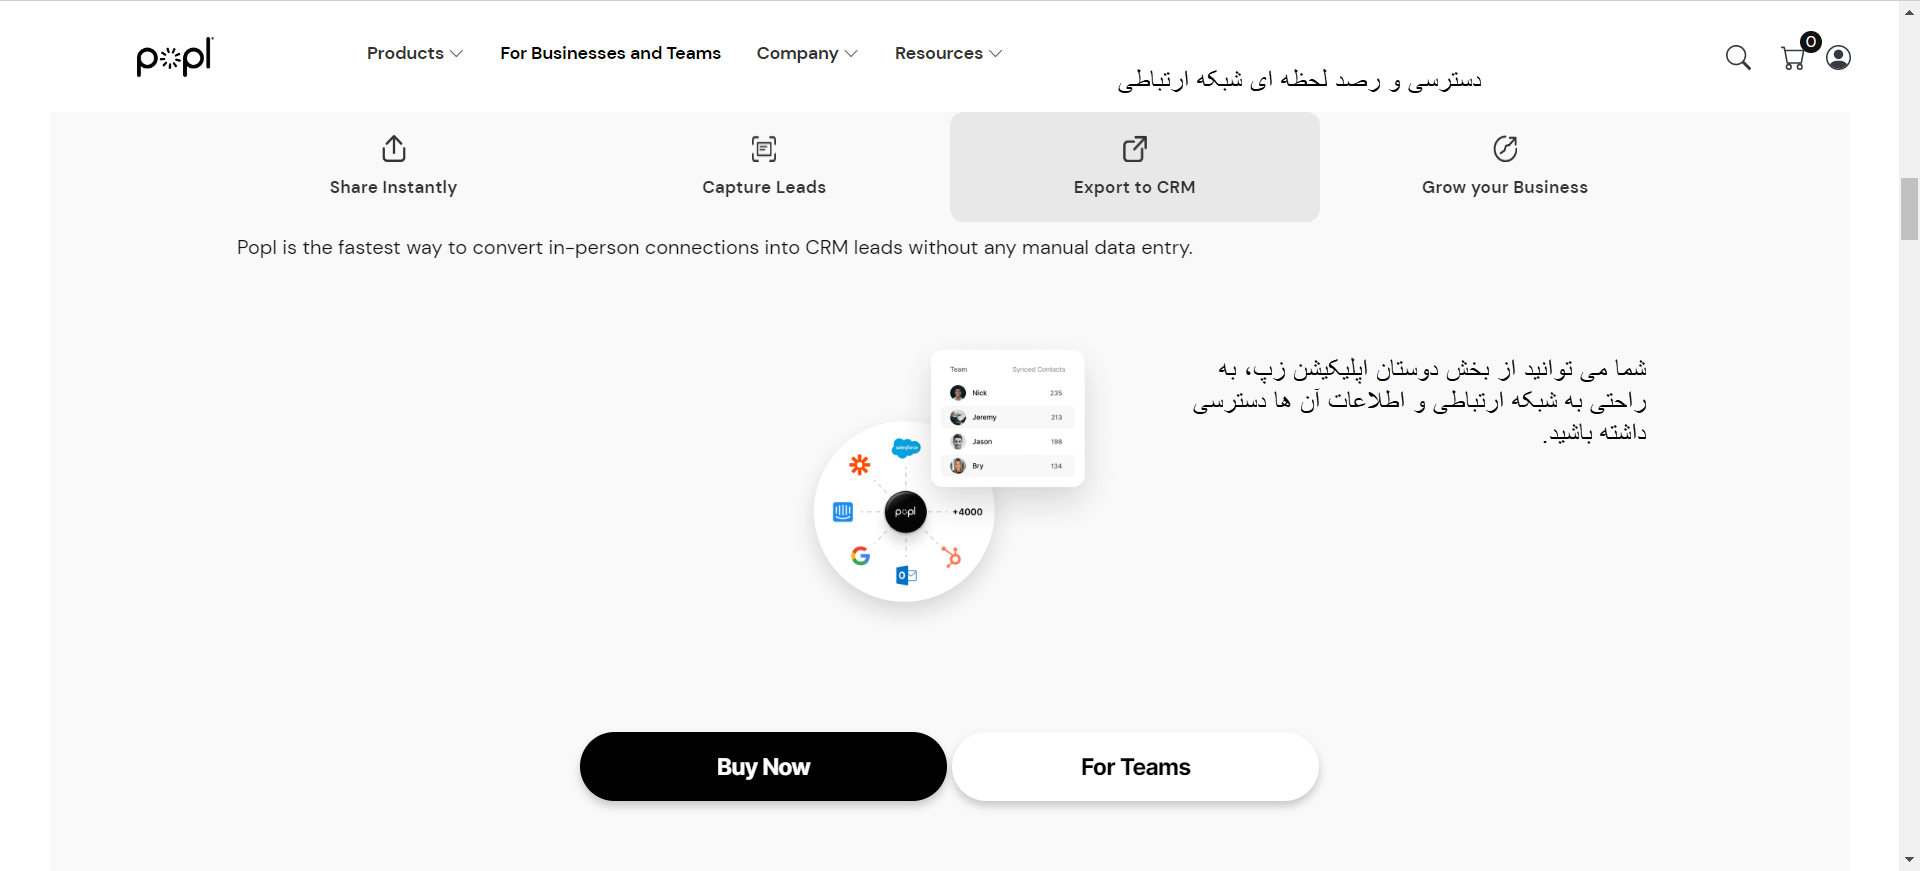 popl
Products
For Businesses and Teams
Company
Resources
0
دسترسی و رصد لحظه ای شبکه ارتباطی
Share Instantly
Capture Leads
Export to CRM
Grow your Business
Popl is the fastest way to convert in-person connections into CRM leads without any manual data entry.
Team Synced Contacts
Nick 235
Jeremy 213
Jason 198
Bry 134
salesforce
popl
+4000
شما می توانید از بخش دوستان اپلیکیشن زپ، به
راحتی به شبکه ارتباطی و اطلاعات آن ها دسترسی
داشته باشید.
Buy Now
For Teams